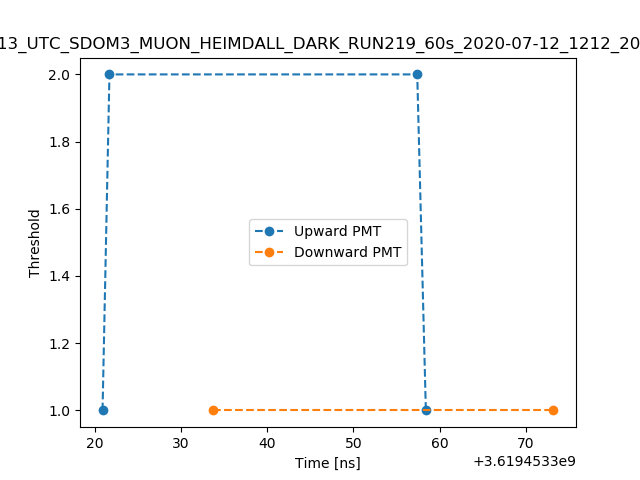 13_UTC_SDOM3_MUON_HEIMDALL_DARK_RUN219_60s_2020-07-12_1212_20
2.0
1.8
1.6
1.4
1.2
1.0
Threshold
Upward PMT
Downward PMT
20 30 40 50 60 70
Time [ns]
+3.6194533e9